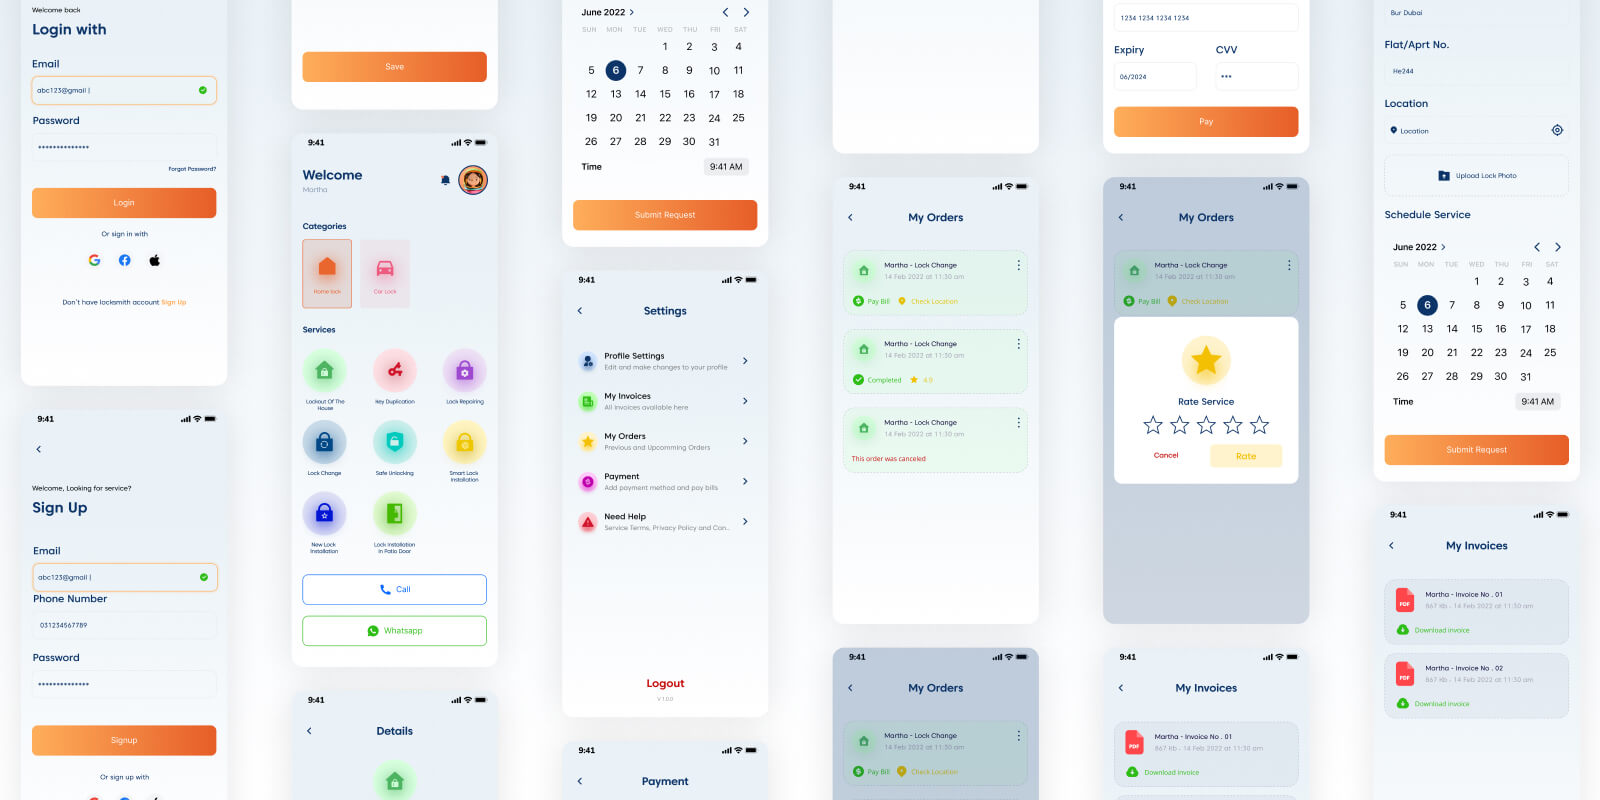 Welcome back
Login with
Email
abc123@gmail |
Password
**************
Forgot Password?
Login
Or sign in with
Don't have locksmith account Sign Up
9:41
Welcome, Looking for service?
Sign Up
Email
abc123@gmail |
Phone Number
031234567789
Password
**************
Signup
Or sign up with
Save
9:41
Welcome
Martha
Categories
Home lock
Car Lock
Services
Lockout Of The
House
Key Duplication
Lock Repairing
Lock Change
Safe Unlocking
Smart Lock
Installation
New Lock
Installation
Lock Installation
in Patio Door
Call
Whatsapp
9:41
Details
June 2022 >
SUN MON TUE WED THU FRI SAT
1 2 3 4
5 6 7 8 9 10 11
12 13 14 15 16 17 18
19 20 21 22 23 24 25
26 27 28 29 30 31
Time 9:41 AM
Submit Request
9:41
Settings
Profile Settings
Edit and make changes to your profile
My Invoices
All invoices available here
My Orders
Previous and Upcomming Orders
Payment
Add payment method and pay bills
Need Help
Service Terms, Privacy Policy and Con...
Logout
V 1.0.0
9:41
Payment
9:41
My Orders
Martha - Lock Change
14 Feb 2022 at 11:30 am
Pay Bill Check Location
Martha - Lock Change
14 Feb 2022 at 11:30 am
Completed 4.9
Martha - Lock Change
14 Feb 2022 at 11:30 am
This order was canceled
9:41
My Orders
Martha - Lock Change
14 Feb 2022 at 11:30 am
Pay Bill Check Location
1234 1234 1234 1234
Expiry CVV
06/2024 ***
Pay
9:41
My Orders
Martha - Lock Change
14 Feb 2022 at 11:30 am
Pay Bill Check Location
Rate Service
Cancel Rate
9:41
My Invoices
PDF
Martha - Invoice No . 01
867 Kb - 14 Feb 2022 at 11:30 am
Download invoice
Bur Dubai
Flat/Aprt No.
He244
Location
Location
Upload Lock Photo
Schedule Service
June 2022 >
SUN MON TUE WED THU FRI SAT
1 2 3 4
5 6 7 8 9 10 11
12 13 14 15 16 17 18
19 20 21 22 23 24 25
26 27 28 29 30 31
Time 9:41 AM
Submit Request
9:41
My Invoices
PDF
Martha - Invoice No . 01
867 Kb - 14 Feb 2022 at 11:30 am
Download invoice
PDF
Martha - Invoice No . 02
867 Kb - 14 Feb 2022 at 11:30 am
Download invoice